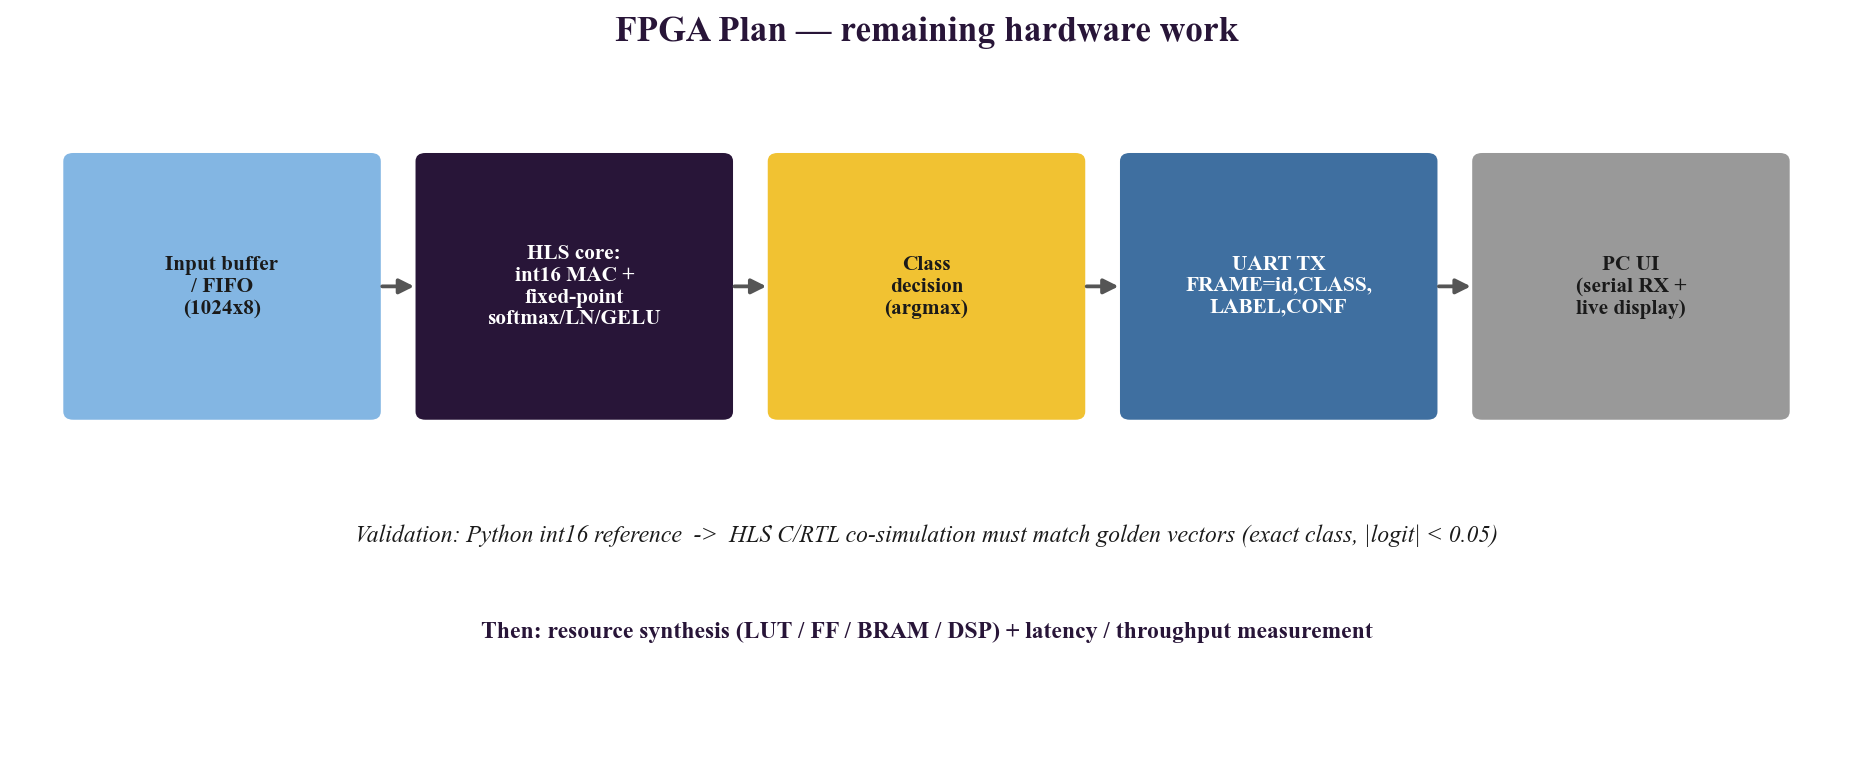 FPGA Plan — remaining hardware work
Input buffer
/ FIFO
(1024x8)
HLS core:
int16 MAC +
fixed-point
softmax/LN/GELU
Class
decision
(argmax)
UART TX
FRAME=id,CLASS,
LABEL,CONF
PC UI
(serial RX +
live display)
Validation: Python int16 reference -> HLS C/RTL co-simulation must match golden vectors (exact class, |logit| < 0.05)
Then: resource synthesis (LUT / FF / BRAM / DSP) + latency / throughput measurement